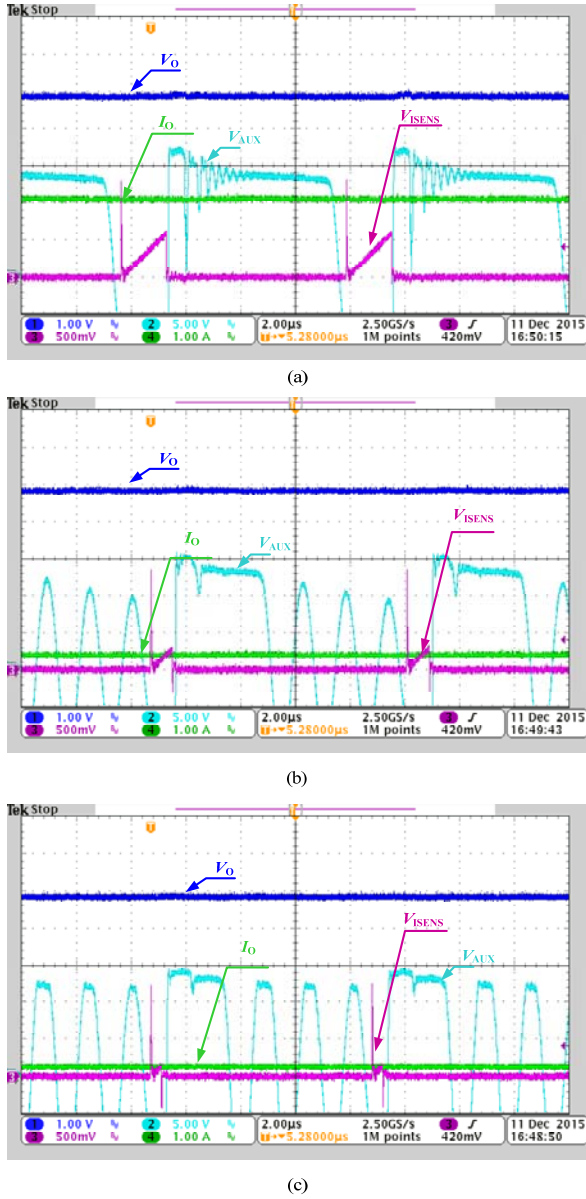 Tek Stop
T
VO
IO
VAUX
VISENS
3
1 1.00 V 2 5.00 V 2.00µs 2.50GS/s 3 420mV 11 Dec 2015
3 500mV 4 1.00 A T→▼5.28000µs 1M points 16:50:15
(a)
Tek Stop
T
VO
IO
VAUX
VISENS
3
1 1.00 V 2 5.00 V 2.00µs 2.50GS/s 3 420mV 11 Dec 2015
3 500mV 4 1.00 A T→▼5.28000µs 1M points 16:49:43
(b)
Tek Stop
T
VO
VISENS
IO
VAUX
3
1 1.00 V 2 5.00 V 2.00µs 2.50GS/s 3 420mV 11 Dec 2015
3 500mV 4 1.00 A T→▼5.28000µs 1M points 16:48:50
(c)